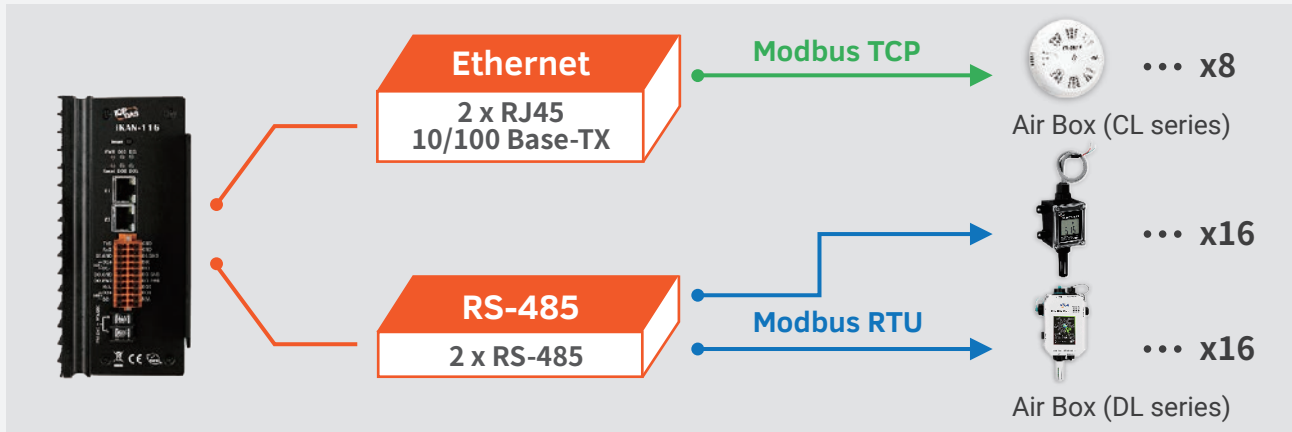 IKAN-116
Ethernet
2 x RJ45
10/100 Base-TX
Modbus TCP
••• x8
Air Box (CL series)
••• x16
RS-485
2 x RS-485
Modbus RTU
••• x16
Air Box (DL series)